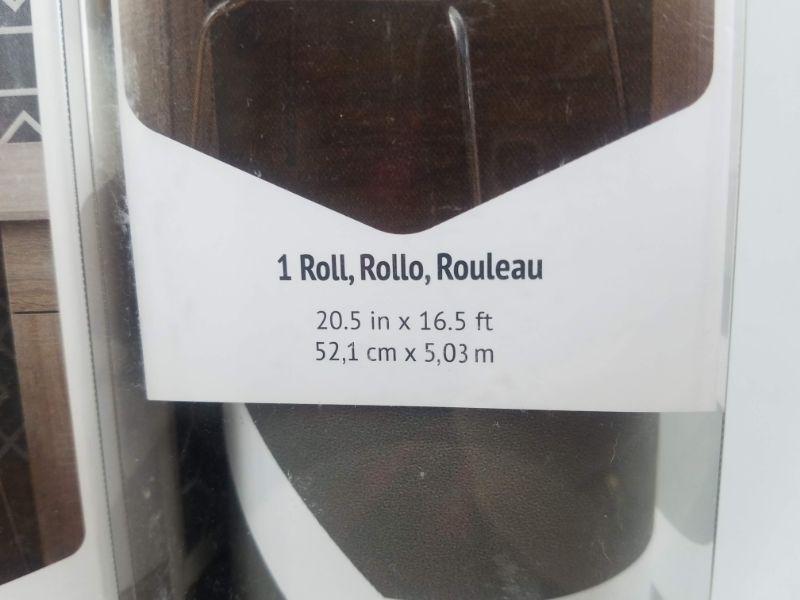 1 Roll, Rollo, Rouleau
20.5 in x 16.5 ft
52,1 cm x 5,03 m